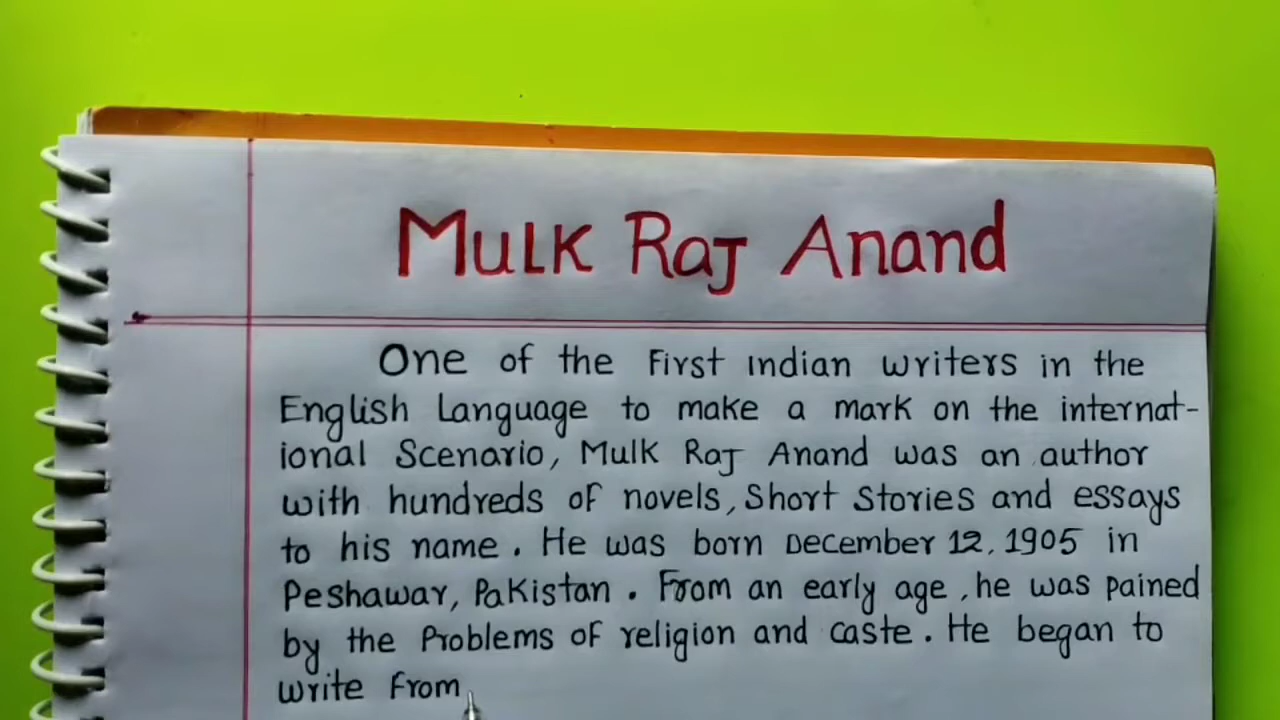 Mulk Raj Anand
One of the First Indian writers in the
English Language to make a mark on the internat-
ional Scenario, Mulk Raj Anand was an author
with hundreds of novels, Short Stories and essays
to his name. He was born December 12, 1905 in
Peshawar, Pakistan. From an early age, he was pained
by the Problems of religion and caste. He began to
write From